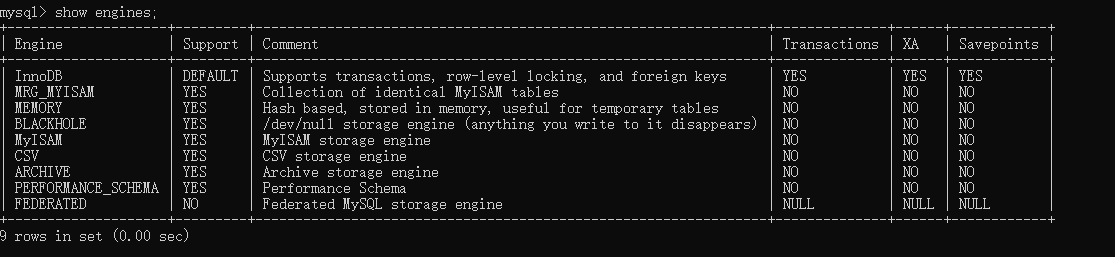 mysql> show engines;
+--------------------+---------+----------------------------------------------------------------+--------------+------+------------+
| Engine | Support | Comment | Transactions | XA | Savepoints |
+--------------------+---------+----------------------------------------------------------------+--------------+------+------------+
| InnoDB | DEFAULT | Supports transactions, row-level locking, and foreign keys | YES | YES | YES |
| MRG_MYISAM | YES | Collection of identical MyISAM tables | NO | NO | NO |
| MEMORY | YES | Hash based, stored in memory, useful for temporary tables | NO | NO | NO |
| BLACKHOLE | YES | /dev/null storage engine (anything you write to it disappears) | NO | NO | NO |
| MyISAM | YES | MyISAM storage engine | NO | NO | NO |
| CSV | YES | CSV storage engine | NO | NO | NO |
| ARCHIVE | YES | Archive storage engine | NO | NO | NO |
| PERFORMANCE_SCHEMA | YES | Performance Schema | NO | NO | NO |
| FEDERATED | NO | Federated MySQL storage engine | NULL | NULL | NULL |
+--------------------+---------+----------------------------------------------------------------+--------------+------+------------+
9 rows in set (0.00 sec)